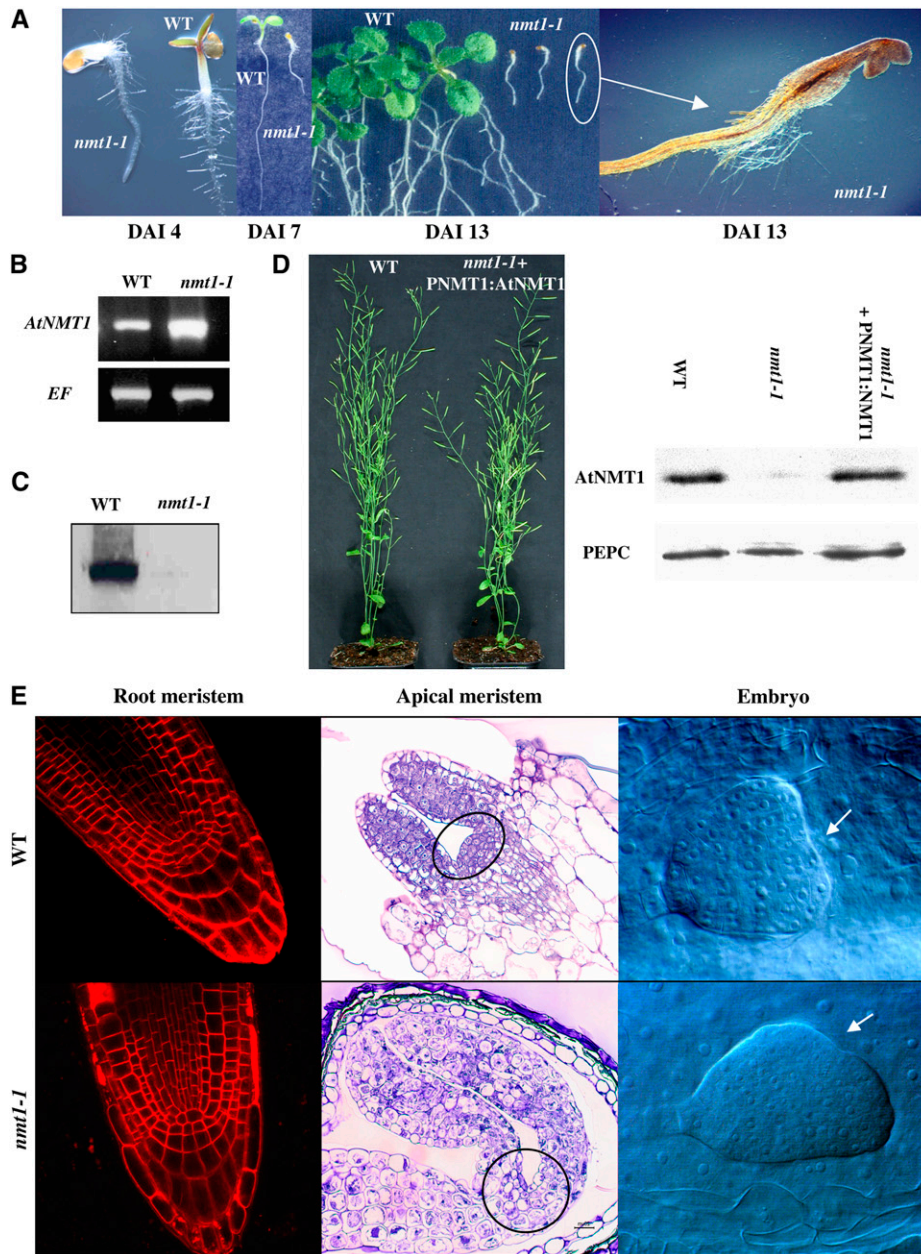 A
WT
nmt1-1
WT
nmt1-1
WT
nmt1-1
nmt1-1
DAI 4
DAI 7
DAI 13
DAI 13
B
WT
nmt1-1
AtNMT1
EF
C
WT
nmt1-1
D
WT
nmt1-1+
PNMT1:AtNMT1
WT
nmt1-1
nmt1-1
+ PNMT1:NMT1
AtNMT1
PEPC
E
Root meristem
Apical meristem
Embryo
WT
nmt1-1